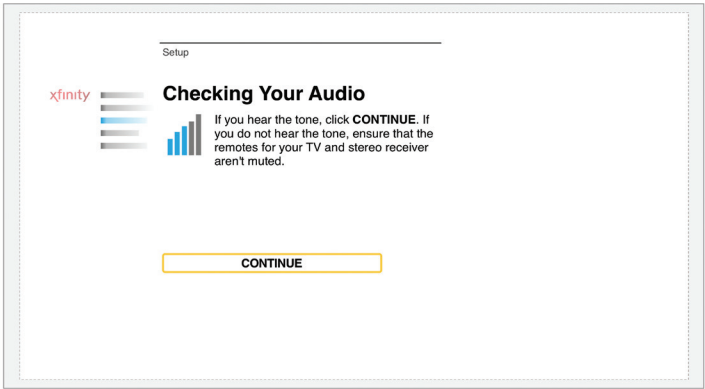 Setup
xfinity
Checking Your Audio
If you hear the tone, click CONTINUE. If
you do not hear the tone, ensure that the
remotes for your TV and stereo receiver
aren't muted.
CONTINUE